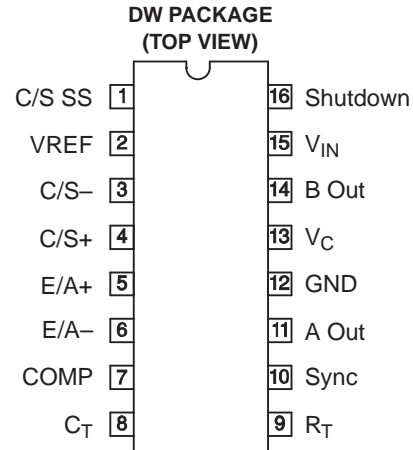 DW PACKAGE
(TOP VIEW)
C/S SS 1 16 Shutdown
VREF 2 15 VIN
C/S– 3 14 B Out
C/S+ 4 13 VC
E/A+ 5 12 GND
E/A– 6 11 A Out
COMP 7 10 Sync
CT 8 9 RT